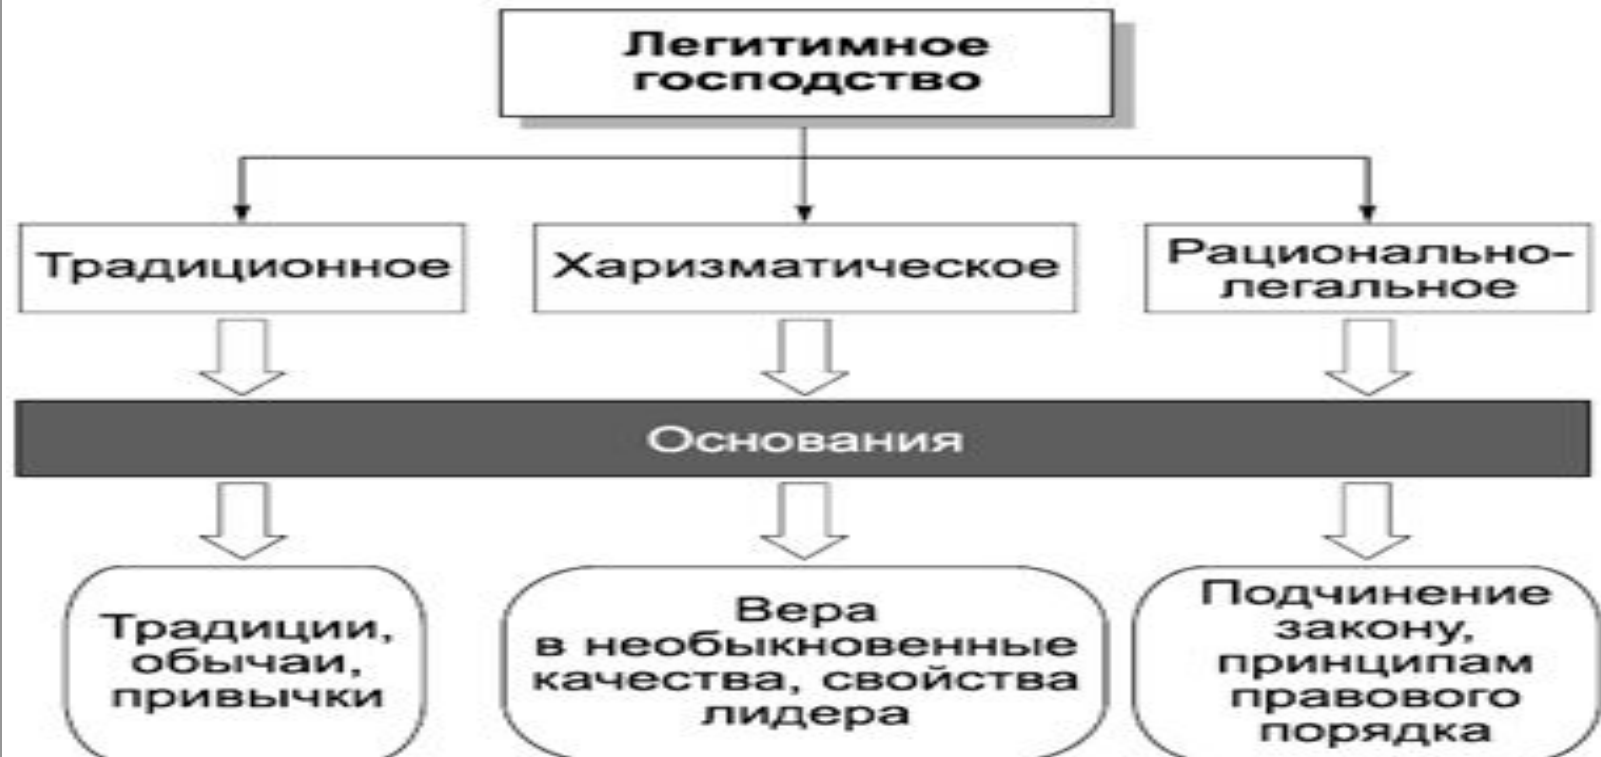 Легитимное
господство
Традиционное
Харизматическое
Рационально-
легальное
Основания
Традиции,
обычаи,
привычки
Вера
в необыкновенные
качества, свойства
лидера
Подчинение
закону,
принципам
правового
порядка